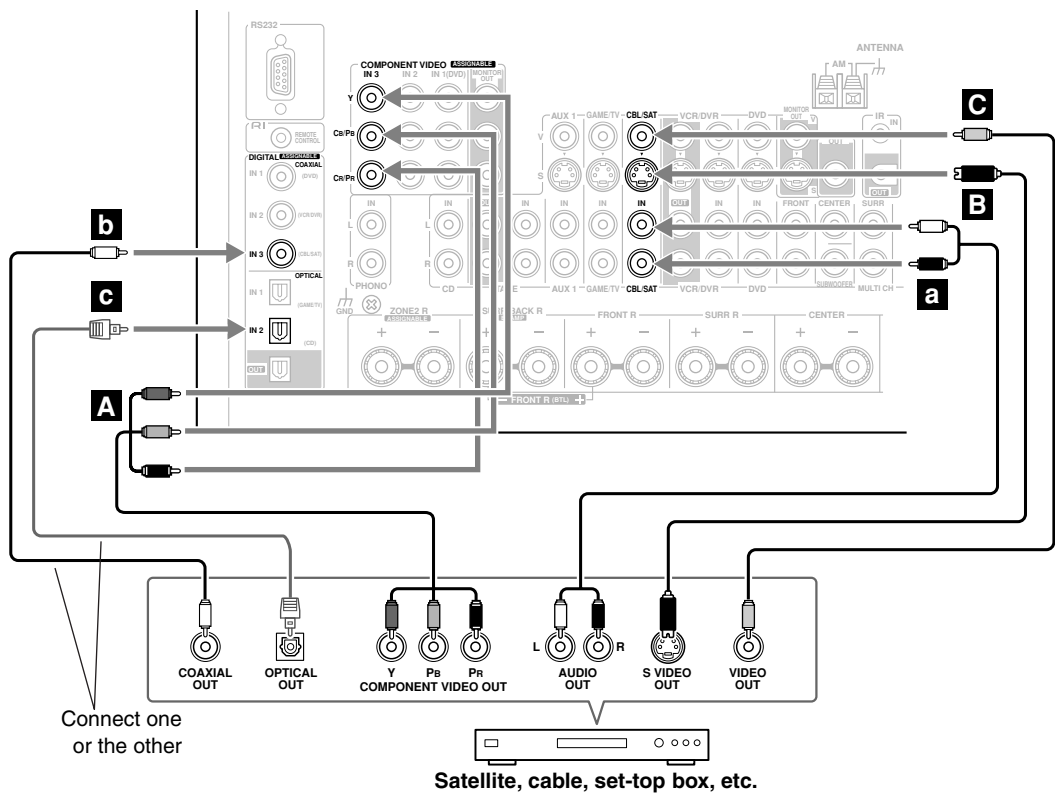 RS232
ANTENNA
AM
COMPONENT VIDEO ASSIGNABLE
IN 3 IN 2 IN 1(DVD) MONITOR OUT
Y
CB/PB
CR/PR
RI REMOTE CONTROL
DIGITAL ASSIGNABLE
COAXIAL
IN 1 (DVD)
IN 2 (VCR/DVR)
IN 3 (CBL/SAT)
OPTICAL
IN 1 (GAME/TV)
IN 2 (CD)
OUT
AUX 1 GAME/TV CBL/SAT VCR/DVR DVD MONITOR OUT V
IR IN
OUT
V
S
S
OUT
IN IN OUT IN IN IN IN OUT IN IN FRONT CENTER SURR
L L
R R
PHONO CD AUX 1 GAME/TV CBL/SAT VCR/DVR DVD SUBWOOFER MULTI CH
GND
ZONE2 R
ASSIGNABLE
BACK R
FRONT R SURR R CENTER
+ − + − + − + − + −
− FRONT R (BTL) +
C
B
a
b
c
A
COAXIAL OUT
OPTICAL OUT
Y PB PR
COMPONENT VIDEO OUT
L R
AUDIO OUT
S VIDEO OUT
VIDEO OUT
Connect one
or the other
Satellite, cable, set-top box, etc.